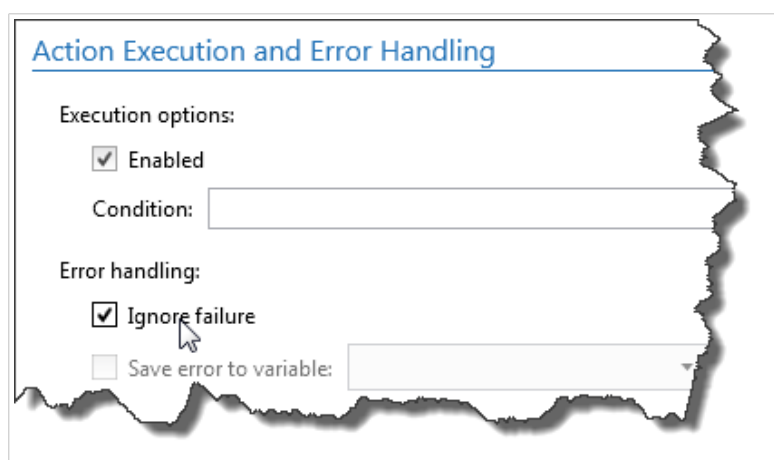 Action Execution and Error Handling
Execution options:
Enabled
Condition:
Error handling:
Ignore failure
Save error to variable: